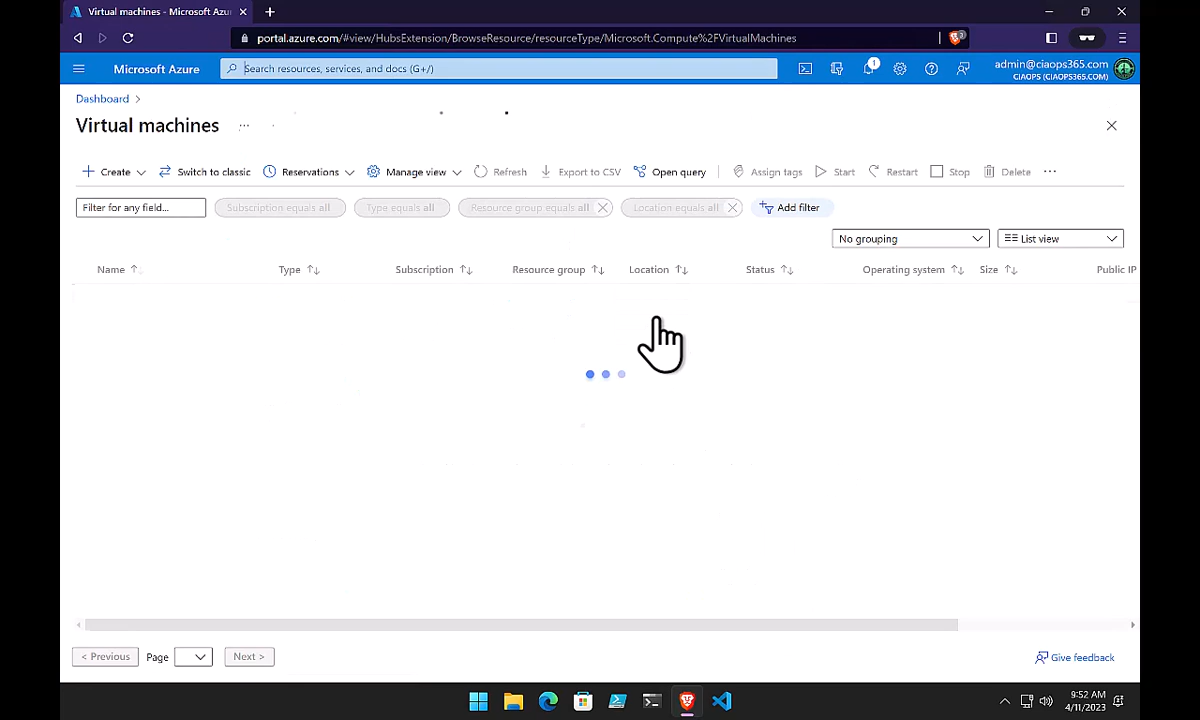 Virtual machines - Microsoft Azu
portal.azure.com/#view/HubsExtension/BrowseResource/resourceType/Microsoft.Compute%2FVirtualMachines
Microsoft Azure
Search resources, services, and docs (G+/)
1
admin@ciaops365.com
CIAOPS (CIAOPS365.COM)
Dashboard >
Virtual machines ...
Create Switch to classic Reservations Manage view Refresh Export to CSV Open query Assign tags Start Restart Stop Delete ...
Filter for any field... Subscription equals all Type equals all Resource group equals all Location equals all Add filter
No grouping List view
Name Type Subscription Resource group Location Status Operating system Size Public IP
< Previous Page Next > Give feedback
9:52 AM
4/11/2023